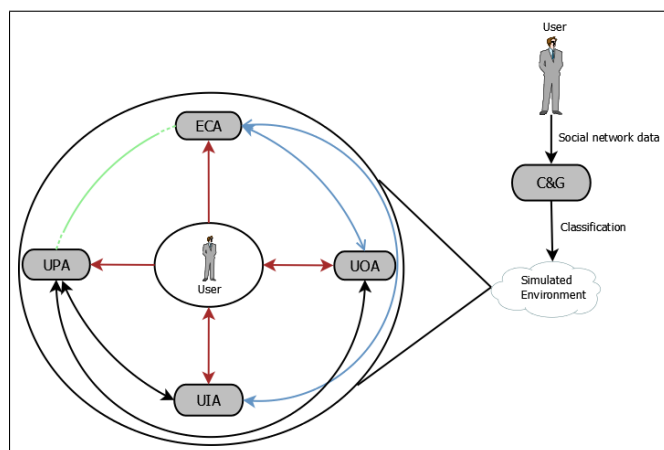 User
ECA
Social network data
C&G
Classification
UPA
UOA
User
Simulated
Environment
UIA